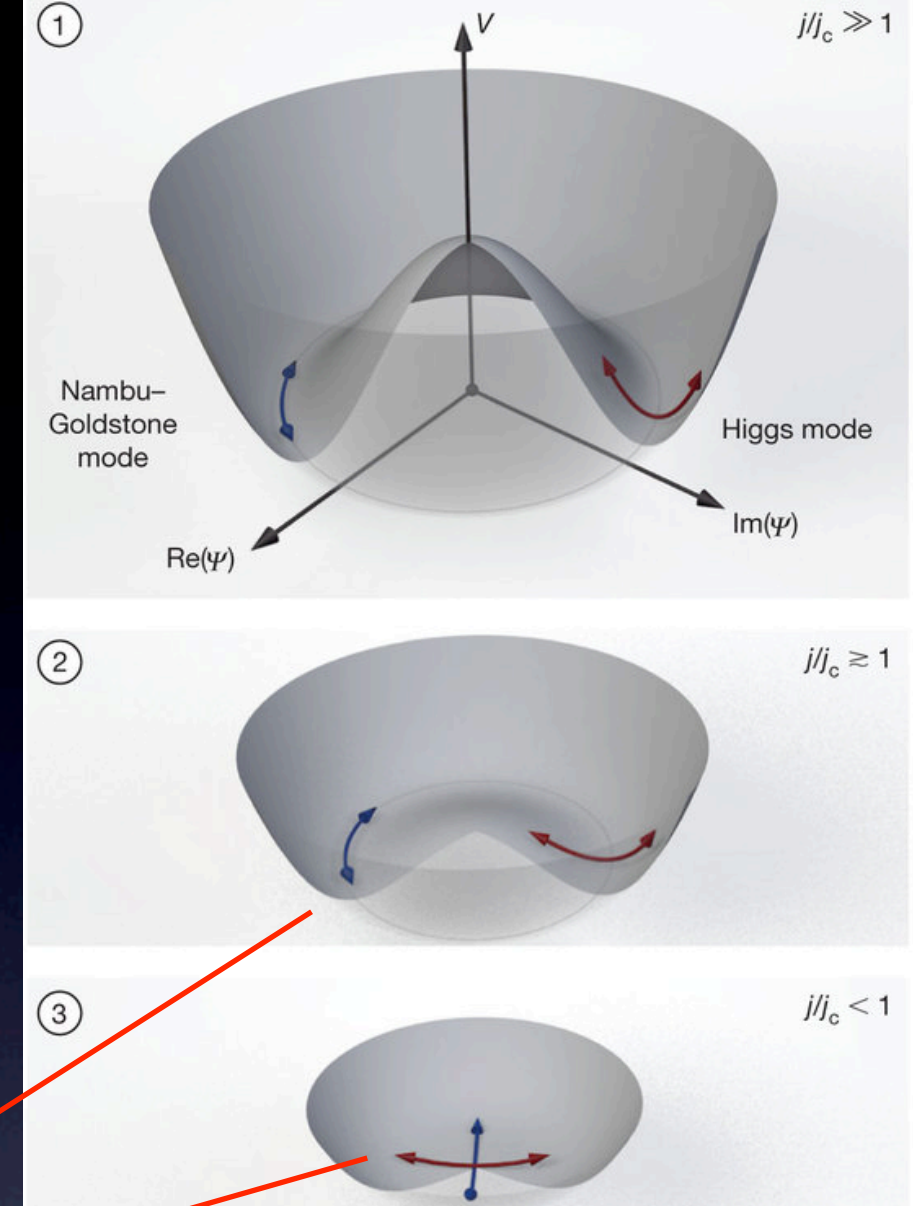 1
j/jc ≫ 1
V
Nambu–
Goldstone
mode
Higgs mode
Re(Ψ)
Im(Ψ)
2
j/jc ≳ 1
3
j/jc < 1